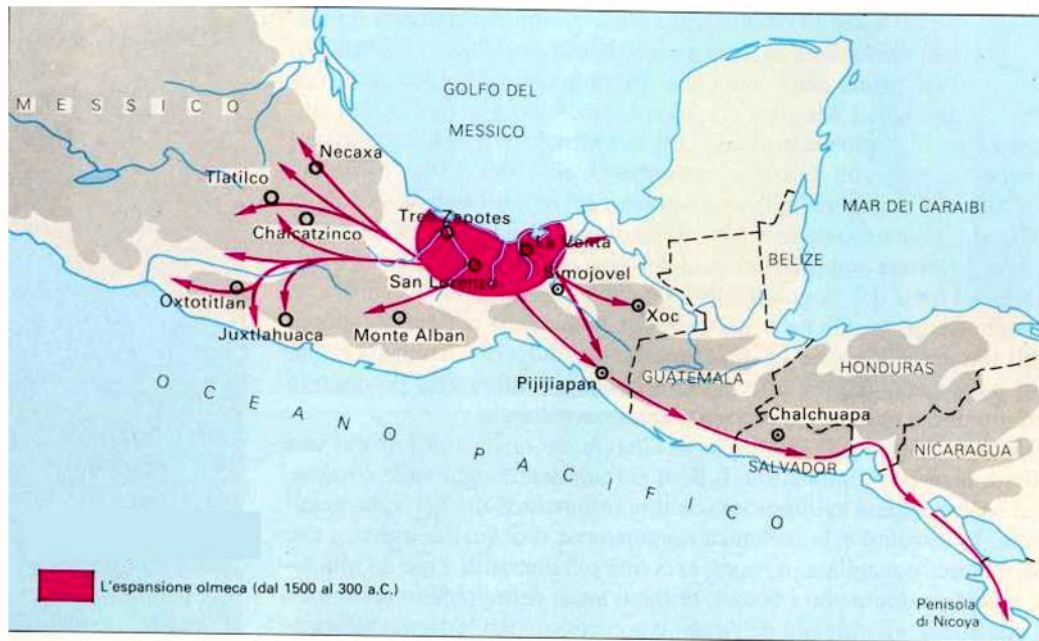 GOLFO DEL
MESSICO
MESSICO
Necaxa
Tlatilco
Chalcatzinco
Tres Zapotes
La Venta
San Lorenzo
Simojovel
MAR DEI CARAIBI
BELIZE
Oxtotitlan
Juxtlahuaca
Monte Alban
Xoc
Pijijiapan
GUATEMALA
HONDURAS
Chalchuapa
OCEANO
PACIFICO
SALVADOR
NICARAGUA
L'espansione olmeca (dal 1500 al 300 a.C.)
Penisola
di Nicoya